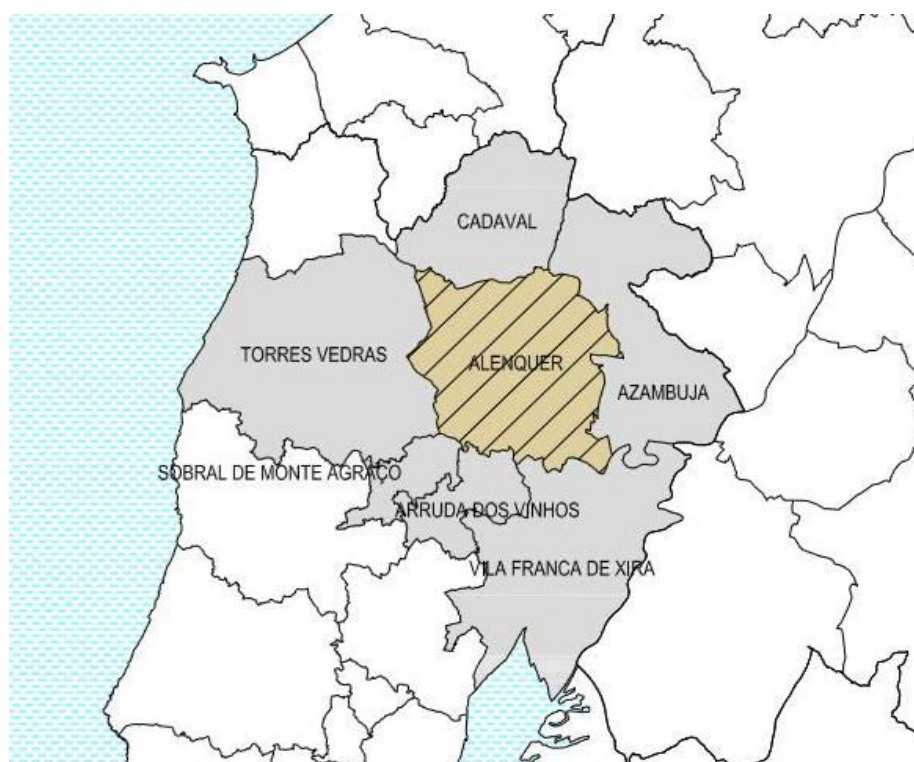 CADAVAL
TORRES VEDRAS
ALENQUER
AZAMBUJA
SOBRAL DE MONTE AGRAÇO
ARRUDA DOS VINHOS
VILA FRANCA DE XIRA